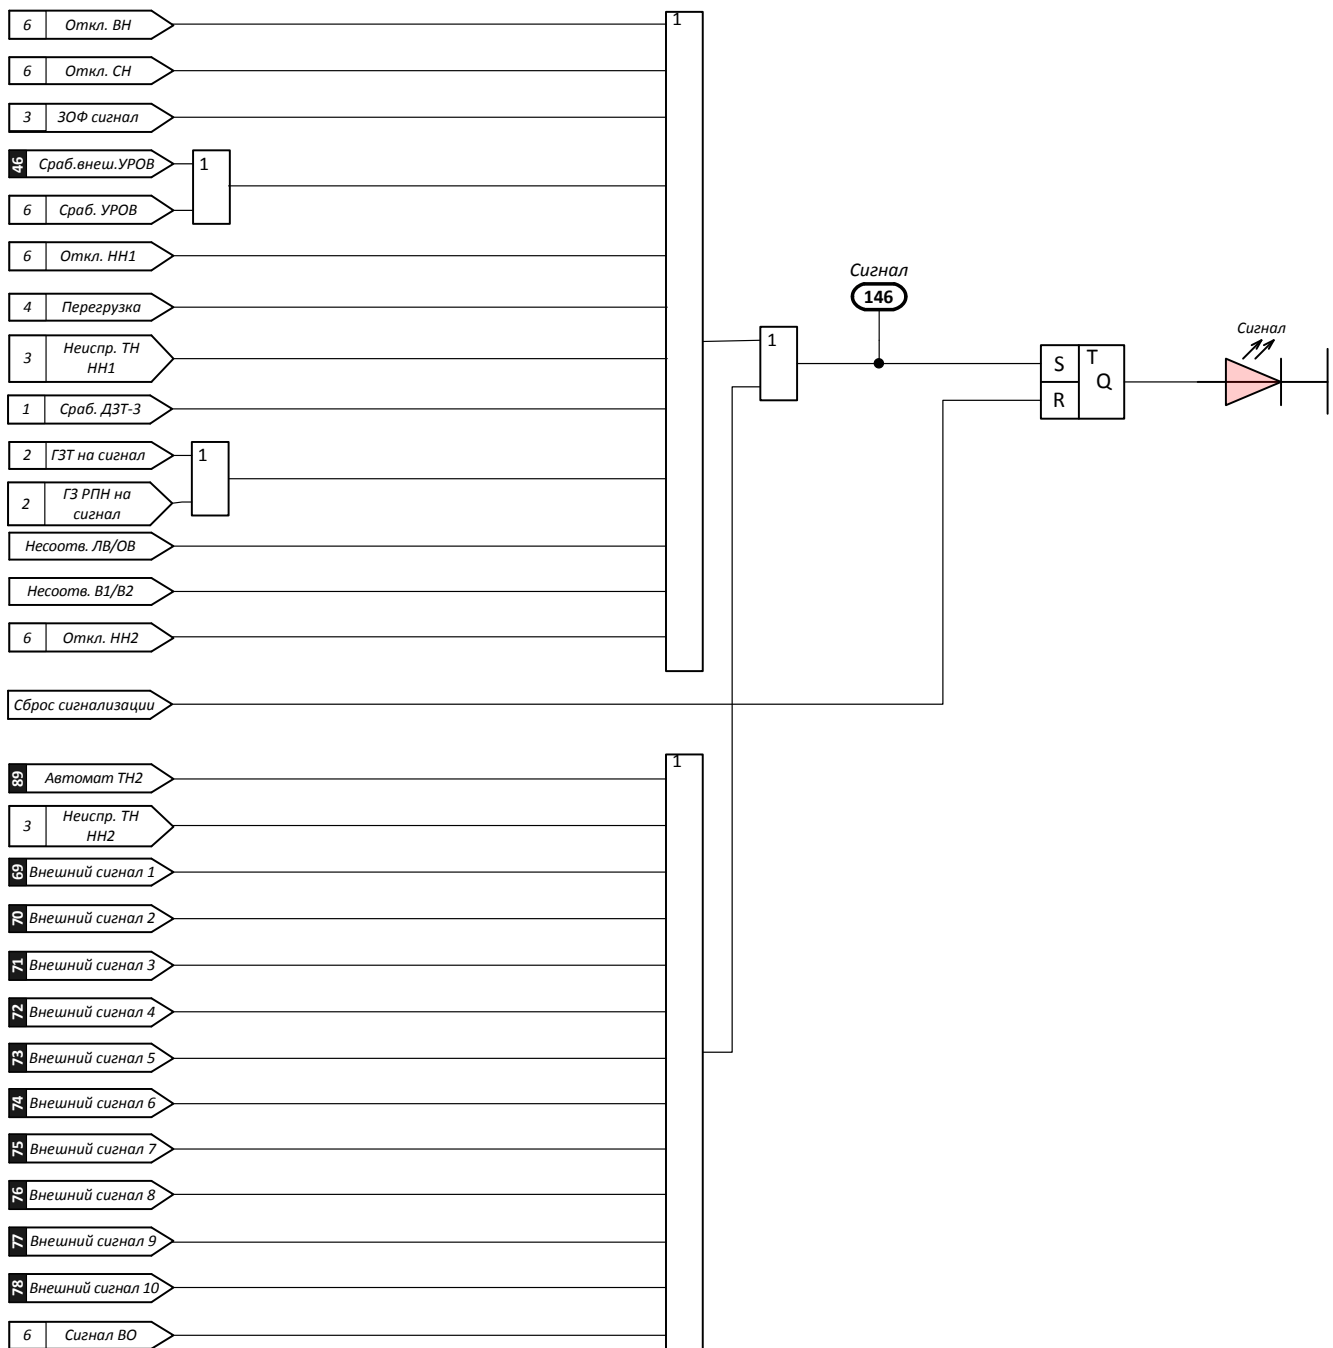 6 Откл. ВН
1
6 Откл. СН
3 ЗОФ сигнал
46 Сраб.внеш.УРОВ
1
6 Сраб. УРОВ
6 Откл. НН1
Сигнал
146
4 Перегрузка
3 Неиспр. ТН
НН1
1
Сигнал
S T
Q
R
1 Сраб. ДЗТ-3
2 ГЗТ на сигнал
1
2 ГЗ РПН на
сигнал
Несоотв. ЛВ/ОВ
Несоотв. В1/В2
6 Откл. НН2
Сброс сигнализации
1
89 Автомат ТН2
3 Неиспр. ТН
НН2
69 Внешний сигнал 1
70 Внешний сигнал 2
71 Внешний сигнал 3
72 Внешний сигнал 4
73 Внешний сигнал 5
74 Внешний сигнал 6
75 Внешний сигнал 7
76 Внешний сигнал 8
77 Внешний сигнал 9
78 Внешний сигнал 10
6 Сигнал ВО